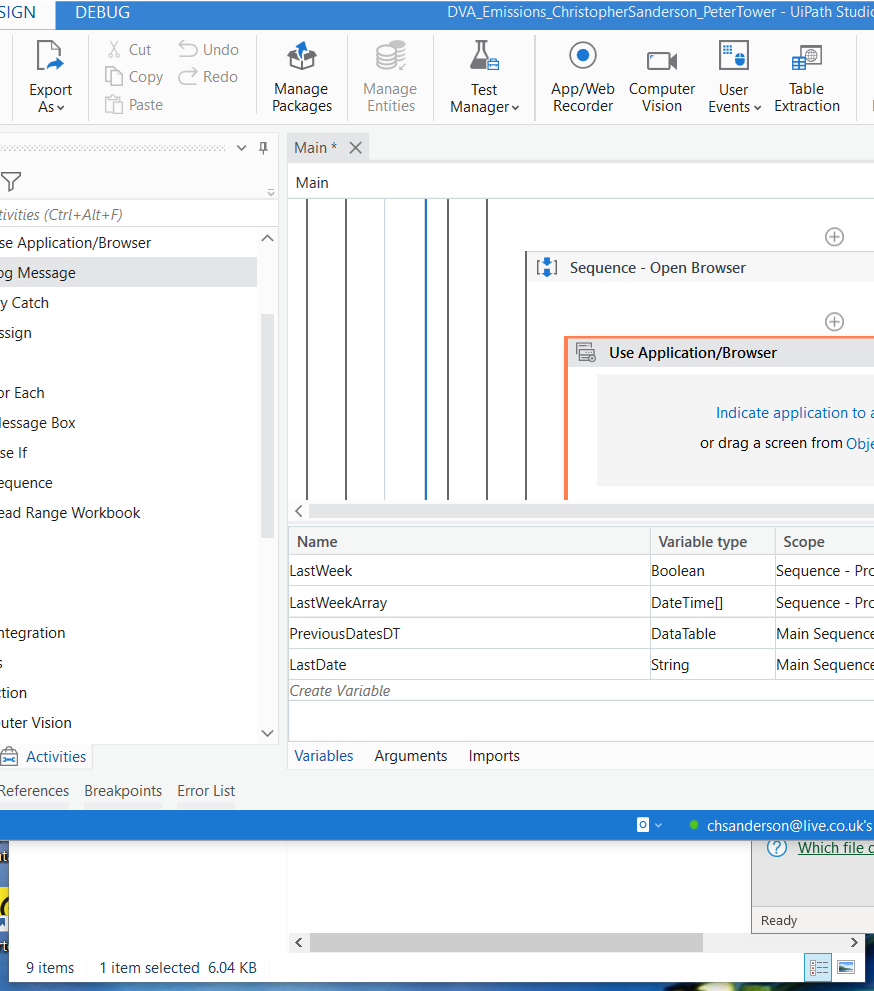 SIGN DEBUG DVA_Emissions_ChristopherSanderson_PeterTower - UiPath Studio
Export As
Cut
Copy
Paste
Undo
Redo
Manage Packages
Manage Entities
Test Manager
App/Web Recorder
Computer Vision
User Events
Table Extraction
Main *
Main
tivities (Ctrl+Alt+F)
se Application/Browser
og Message
y Catch
ssign
or Each
lessage Box
se If
equence
ead Range Workbook
ntegration
s
ction
uter Vision
Activities
Sequence - Open Browser
Use Application/Browser
Indicate application to a
or drag a screen from Obje
Name Variable type Scope
LastWeek Boolean Sequence - Pro
LastWeekArray DateTime[] Sequence - Pro
PreviousDatesDT DataTable Main Sequence
LastDate String Main Sequence
Create Variable
Variables Arguments Imports
References Breakpoints Error List
chsanderson@live.co.uk's
Which file
Ready
9 items 1 item selected 6.04 KB